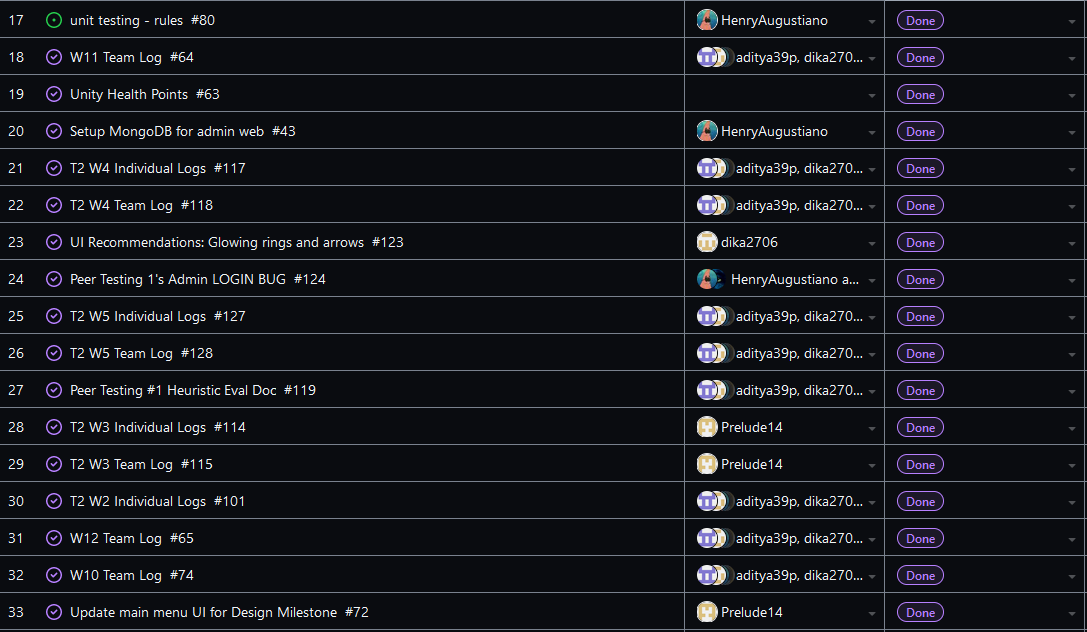 17 unit testing - rules #80 HenryAugustiano Done
18 W11 Team Log #64 aditya39p, dika270... Done
19 Unity Health Points #63 Done
20 Setup MongoDB for admin web #43 HenryAugustiano Done
21 T2 W4 Individual Logs #117 aditya39p, dika270... Done
22 T2 W4 Team Log #118 aditya39p, dika270... Done
23 UI Recommendations: Glowing rings and arrows #123 dika2706 Done
24 Peer Testing 1's Admin LOGIN BUG #124 HenryAugustiano a... Done
25 T2 W5 Individual Logs #127 aditya39p, dika270... Done
26 T2 W5 Team Log #128 aditya39p, dika270... Done
27 Peer Testing #1 Heuristic Eval Doc #119 aditya39p, dika270... Done
28 T2 W3 Individual Logs #114 Prelude14 Done
29 T2 W3 Team Log #115 Prelude14 Done
30 T2 W2 Individual Logs #101 aditya39p, dika270... Done
31 W12 Team Log #65 aditya39p, dika270... Done
32 W10 Team Log #74 aditya39p, dika270... Done
33 Update main menu UI for Design Milestone #72 Prelude14 Done